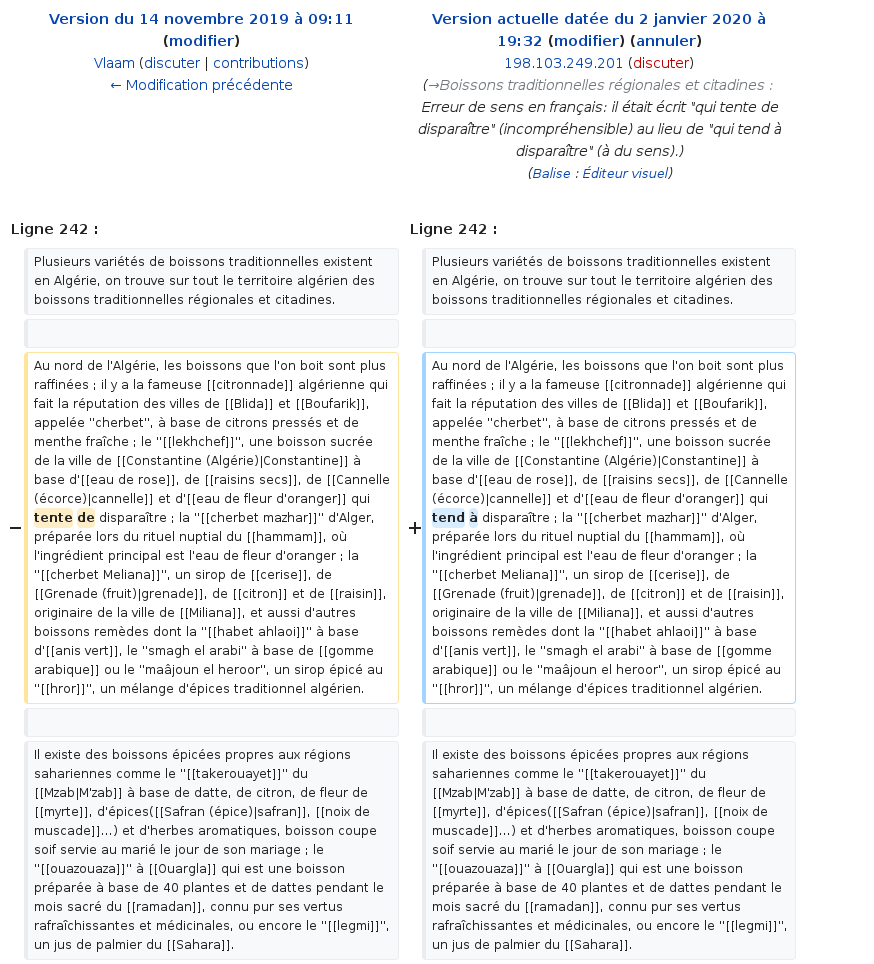 Version du 14 novembre 2019 à 09:11
(modifier)
Vlaam (discuter | contributions)
← Modification précédente
Version actuelle datée du 2 janvier 2020 à
19:32 (modifier) (annuler)
198.103.249.201 (discuter)
(→Boissons traditionnelles régionales et citadines :
Erreur de sens en français: il était écrit "qui tente de
disparaître" (incompréhensible) au lieu de "qui tend à
disparaître" (à du sens).)
(Balise : Éditeur visuel)
Ligne 242 :
Plusieurs variétés de boissons traditionnelles existent
en Algérie, on trouve sur tout le territoire algérien des
boissons traditionnelles régionales et citadines.
− Au nord de l'Algérie, les boissons que l'on boit sont plus
raffinées ; il y a la fameuse [[citronnade]] algérienne qui
fait la réputation des villes de [[Blida]] et [[Boufarik]],
appelée ''cherbet'', à base de citrons pressés et de
menthe fraîche ; le ''[[lekhchef]]'', une boisson sucrée
de la ville de [[Constantine (Algérie)|Constantine]] à
base d'[[eau de rose]], de [[raisins secs]], de [[Cannelle
(écorce)|cannelle]] et d'[[eau de fleur d'oranger]] qui
tente de disparaître ; la ''[[cherbet mazhar]]'' d'Alger,
préparée lors du rituel nuptial du [[hammam]], où
l'ingrédient principal est l'eau de fleur d'oranger ; la
''[[cherbet Meliana]]'', un sirop de [[cerise]], de
[[Grenade (fruit)|grenade]], de [[citron]] et de [[raisin]],
originaire de la ville de [[Miliana]], et aussi d'autres
boissons remèdes dont la ''[[habet ahlaoi]]'' à base
d'[[anis vert]], le ''smagh el arabi'' à base de [[gomme
arabique]] ou le ''maâjoun el heroor'', un sirop épicé au
''[[hror]]'', un mélange d'épices traditionnel algérien.
Il existe des boissons épicées propres aux régions
sahariennes comme le ''[[takerouayet]]'' du
[[Mzab|M'zab]] à base de datte, de citron, de fleur de
[[myrte]], d'épices([[Safran (épice)|safran]], [[noix de
muscade]]...) et d'herbes aromatiques, boisson coupe
soif servie au marié le jour de son mariage ; le
''[[ouazouaza]]'' à [[Ouargla]] qui est une boisson
préparée à base de 40 plantes et de dattes pendant le
mois sacré du [[ramadan]], connu pur ses vertus
rafraîchissantes et médicinales, ou encore le ''[[legmi]]'',
un jus de palmier du [[Sahara]].
Ligne 242 :
Plusieurs variétés de boissons traditionnelles existent
en Algérie, on trouve sur tout le territoire algérien des
boissons traditionnelles régionales et citadines.
+ Au nord de l'Algérie, les boissons que l'on boit sont plus
raffinées ; il y a la fameuse [[citronnade]] algérienne qui
fait la réputation des villes de [[Blida]] et [[Boufarik]],
appelée ''cherbet'', à base de citrons pressés et de
menthe fraîche ; le ''[[lekhchef]]'', une boisson sucrée
de la ville de [[Constantine (Algérie)|Constantine]] à
base d'[[eau de rose]], de [[raisins secs]], de [[Cannelle
(écorce)|cannelle]] et d'[[eau de fleur d'oranger]] qui
tend à disparaître ; la ''[[cherbet mazhar]]'' d'Alger,
préparée lors du rituel nuptial du [[hammam]], où
l'ingrédient principal est l'eau de fleur d'oranger ; la
''[[cherbet Meliana]]'', un sirop de [[cerise]], de
[[Grenade (fruit)|grenade]], de [[citron]] et de [[raisin]],
originaire de la ville de [[Miliana]], et aussi d'autres
boissons remèdes dont la ''[[habet ahlaoi]]'' à base
d'[[anis vert]], le ''smagh el arabi'' à base de [[gomme
arabique]] ou le ''maâjoun el heroor'', un sirop épicé au
''[[hror]]'', un mélange d'épices traditionnel algérien.
Il existe des boissons épicées propres aux régions
sahariennes comme le ''[[takerouayet]]'' du
[[Mzab|M'zab]] à base de datte, de citron, de fleur de
[[myrte]], d'épices([[Safran (épice)|safran]], [[noix de
muscade]]...) et d'herbes aromatiques, boisson coupe
soif servie au marié le jour de son mariage ; le
''[[ouazouaza]]'' à [[Ouargla]] qui est une boisson
préparée à base de 40 plantes et de dattes pendant le
mois sacré du [[ramadan]], connu pur ses vertus
rafraîchissantes et médicinales, ou encore le ''[[legmi]]'',
un jus de palmier du [[Sahara]].